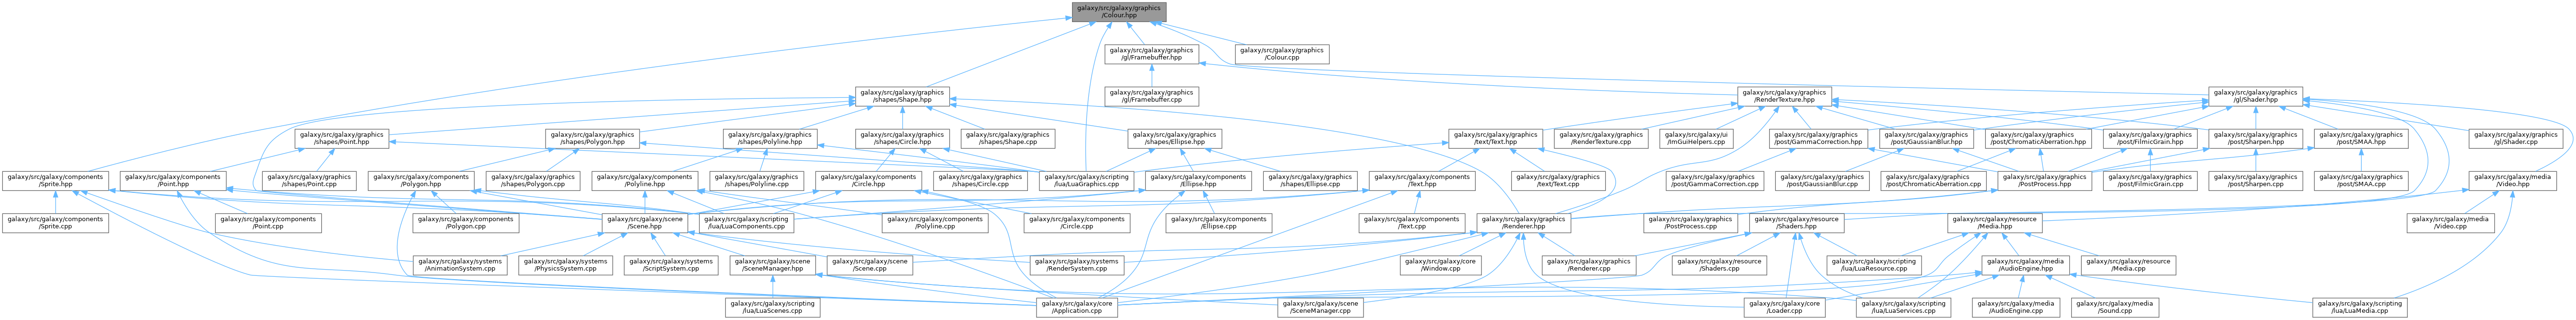 galaxy/src/galaxy/graphics
/Colour.hpp
galaxy/src/galaxy/graphics
/gl/Framebuffer.hpp
galaxy/src/galaxy/graphics
/Colour.cpp
galaxy/src/galaxy/graphics
/shapes/Shape.hpp
galaxy/src/galaxy/graphics
/gl/Framebuffer.cpp
galaxy/src/galaxy/graphics
/RenderTexture.hpp
galaxy/src/galaxy/graphics
/gl/Shader.hpp
galaxy/src/galaxy/graphics
/shapes/Point.hpp
galaxy/src/galaxy/graphics
/shapes/Polygon.hpp
galaxy/src/galaxy/graphics
/shapes/Polyline.hpp
galaxy/src/galaxy/graphics
/shapes/Circle.hpp
galaxy/src/galaxy/graphics
/shapes/Shape.cpp
galaxy/src/galaxy/graphics
/shapes/Ellipse.hpp
galaxy/src/galaxy/graphics
/text/Text.hpp
galaxy/src/galaxy/graphics
/RenderTexture.cpp
galaxy/src/galaxy/ui
/ImGuiHelpers.cpp
galaxy/src/galaxy/graphics
/post/GammaCorrection.hpp
galaxy/src/galaxy/graphics
/post/GaussianBlur.hpp
galaxy/src/galaxy/graphics
/post/ChromaticAberration.hpp
galaxy/src/galaxy/graphics
/post/FilmicGrain.hpp
galaxy/src/galaxy/graphics
/post/Sharpen.hpp
galaxy/src/galaxy/graphics
/post/SMAA.hpp
galaxy/src/galaxy/graphics
/gl/Shader.cpp
galaxy/src/galaxy/components
/Sprite.hpp
galaxy/src/galaxy/components
/Point.hpp
galaxy/src/galaxy/graphics
/shapes/Point.cpp
galaxy/src/galaxy/components
/Polygon.hpp
galaxy/src/galaxy/graphics
/shapes/Polygon.cpp
galaxy/src/galaxy/components
/Polyline.hpp
galaxy/src/galaxy/graphics
/shapes/Polyline.cpp
galaxy/src/galaxy/components
/Circle.hpp
galaxy/src/galaxy/graphics
/shapes/Circle.cpp
galaxy/src/galaxy/scripting
/lua/LuaGraphics.cpp
galaxy/src/galaxy/components
/Ellipse.hpp
galaxy/src/galaxy/graphics
/shapes/Ellipse.cpp
galaxy/src/galaxy/components
/Text.hpp
galaxy/src/galaxy/graphics
/text/Text.cpp
galaxy/src/galaxy/graphics
/post/GammaCorrection.cpp
galaxy/src/galaxy/graphics
/post/GaussianBlur.cpp
galaxy/src/galaxy/graphics
/post/ChromaticAberration.cpp
galaxy/src/galaxy/graphics
/PostProcess.hpp
galaxy/src/galaxy/graphics
/post/FilmicGrain.cpp
galaxy/src/galaxy/graphics
/post/Sharpen.cpp
galaxy/src/galaxy/graphics
/post/SMAA.cpp
galaxy/src/galaxy/media
/Video.hpp
galaxy/src/galaxy/components
/Sprite.cpp
galaxy/src/galaxy/components
/Point.cpp
galaxy/src/galaxy/components
/Polygon.cpp
galaxy/src/galaxy/scene
/Scene.hpp
galaxy/src/galaxy/scripting
/lua/LuaComponents.cpp
galaxy/src/galaxy/components
/Polyline.cpp
galaxy/src/galaxy/components
/Circle.cpp
galaxy/src/galaxy/components
/Ellipse.cpp
galaxy/src/galaxy/components
/Text.cpp
galaxy/src/galaxy/graphics
/Renderer.hpp
galaxy/src/galaxy/graphics
/PostProcess.cpp
galaxy/src/galaxy/resource
/Shaders.hpp
galaxy/src/galaxy/resource
/Media.hpp
galaxy/src/galaxy/media
/Video.cpp
galaxy/src/galaxy/systems
/AnimationSystem.cpp
galaxy/src/galaxy/systems
/PhysicsSystem.cpp
galaxy/src/galaxy/systems
/ScriptSystem.cpp
galaxy/src/galaxy/scene
/SceneManager.hpp
galaxy/src/galaxy/scene
/Scene.cpp
galaxy/src/galaxy/systems
/RenderSystem.cpp
galaxy/src/galaxy/core
/Window.cpp
galaxy/src/galaxy/graphics
/Renderer.cpp
galaxy/src/galaxy/resource
/Shaders.cpp
galaxy/src/galaxy/scripting
/lua/LuaResource.cpp
galaxy/src/galaxy/media
/AudioEngine.hpp
galaxy/src/galaxy/resource
/Media.cpp
galaxy/src/galaxy/scripting
/lua/LuaScenes.cpp
galaxy/src/galaxy/core
/Application.cpp
galaxy/src/galaxy/scene
/SceneManager.cpp
galaxy/src/galaxy/core
/Loader.cpp
galaxy/src/galaxy/scripting
/lua/LuaServices.cpp
galaxy/src/galaxy/media
/AudioEngine.cpp
galaxy/src/galaxy/media
/Sound.cpp
galaxy/src/galaxy/scripting
/lua/LuaMedia.cpp